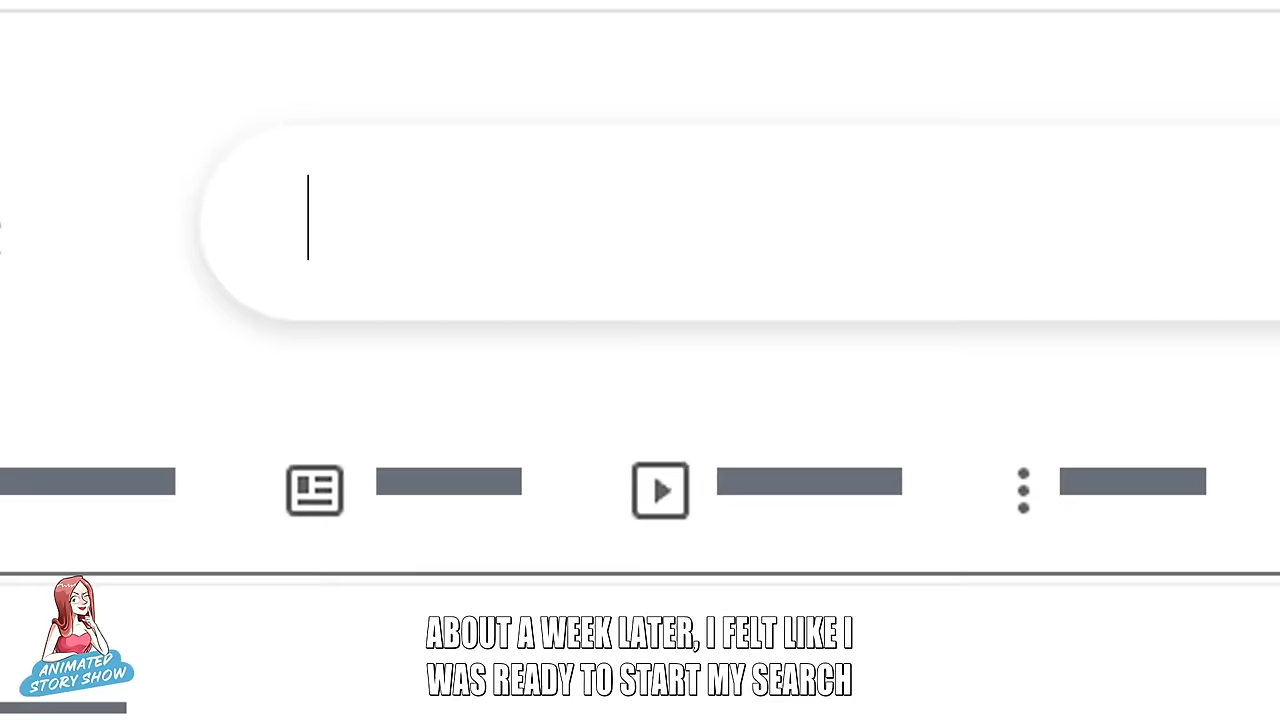 ANIMATED
STORY SHOW
ABOUT A WEEK LATER, I FELT LIKE I
WAS READY TO START MY SEARCH